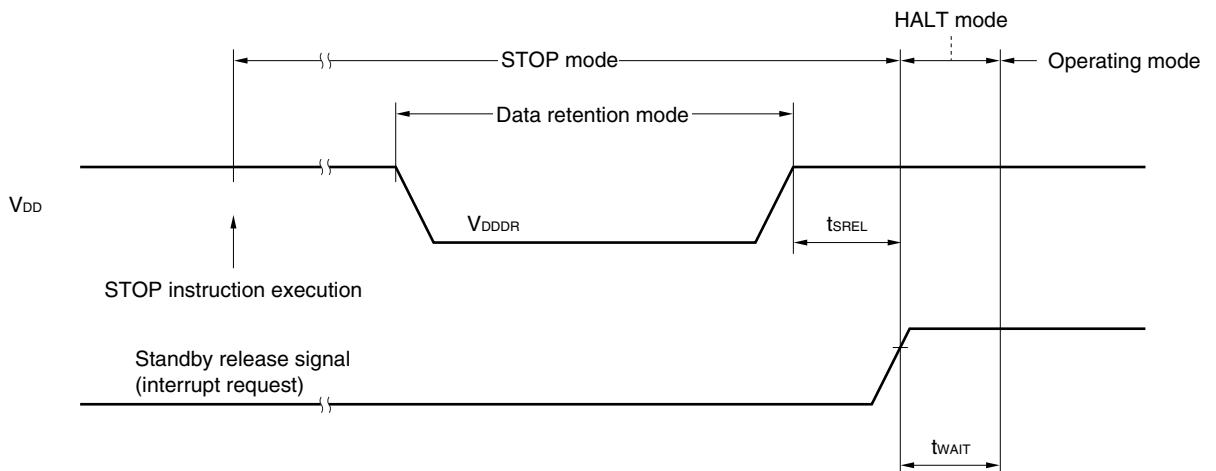 HALT mode
STOP mode
Operating mode
Data retention mode
VDD
VDDDR
tSREL
STOP instruction execution
Standby release signal
(interrupt request)
tWAIT